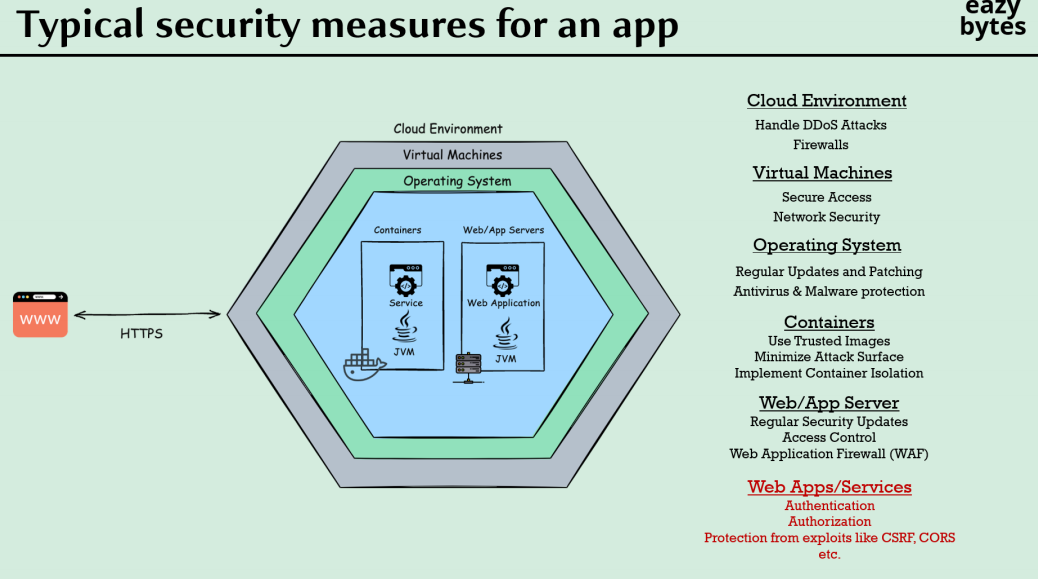 Typical security measures for an app
eazy
bytes
Cloud Environment
Virtual Machines
Operating System
Containers
Web/App Servers
Service
Web Application
JVM
JVM
www
HTTPS
Cloud Environment
Handle DDoS Attacks
Firewalls
Virtual Machines
Secure Access
Network Security
Operating System
Regular Updates and Patching
Antivirus & Malware protection
Containers
Use Trusted Images
Minimize Attack Surface
Implement Container Isolation
Web/App Server
Regular Security Updates
Access Control
Web Application Firewall (WAF)
Web Apps/Services
Authentication
Authorization
Protection from exploits like CSRF, CORS
etc.